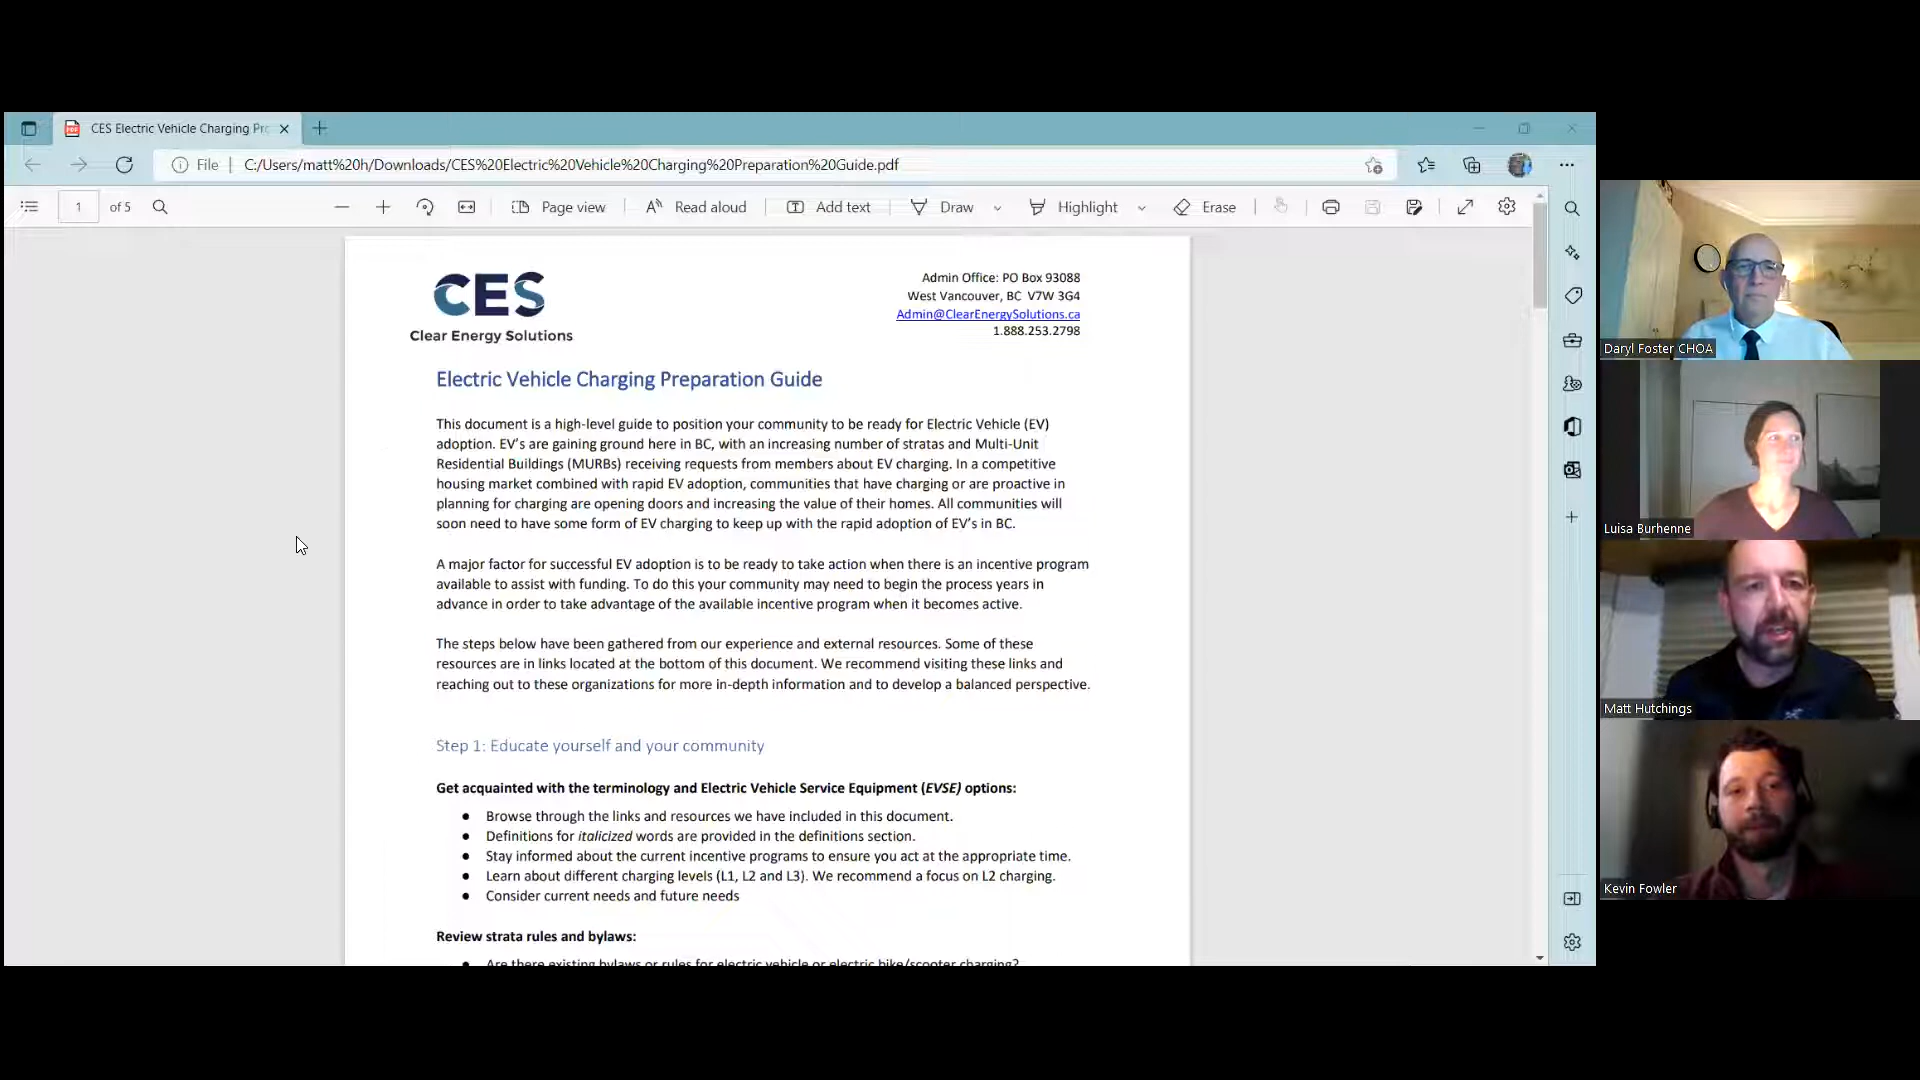 CES Electric Vehicle Charging Pr
File
C:/Users/matt%20h/Downloads/CES%20Electric%20Vehicle%20Charging%20Preparation%20Guide.pdf
1 of 5
Page view
Read aloud
Add text
Draw
Highlight
Erase
CES
Clear Energy Solutions
Admin Office: PO Box 93088
West Vancouver, BC V7W 3G4
Admin@ClearEnergySolutions.ca
1.888.253.2798
Electric Vehicle Charging Preparation Guide
This document is a high-level guide to position your community to be ready for Electric Vehicle (EV)
adoption. EV's are gaining ground here in BC, with an increasing number of stratas and Multi-Unit
Residential Buildings (MURBs) receiving requests from members about EV charging. In a competitive
housing market combined with rapid EV adoption, communities that have charging or are proactive in
planning for charging are opening doors and increasing the value of their homes. All communities will
soon need to have some form of EV charging to keep up with the rapid adoption of EV's in BC.
A major factor for successful EV adoption is to be ready to take action when there is an incentive program
available to assist with funding. To do this your community may need to begin the process years in
advance in order to take advantage of the available incentive program when it becomes active.
The steps below have been gathered from our experience and external resources. Some of these
resources are in links located at the bottom of this document. We recommend visiting these links and
reaching out to these organizations for more in-depth information and to develop a balanced perspective.
Step 1: Educate yourself and your community
Get acquainted with the terminology and Electric Vehicle Service Equipment (EVSE) options:
● Browse through the links and resources we have included in this document.
● Definitions for italicized words are provided in the definitions section.
● Stay informed about the current incentive programs to ensure you act at the appropriate time.
● Learn about different charging levels (L1, L2 and L3). We recommend a focus on L2 charging.
● Consider current needs and future needs
Review strata rules and bylaws:
● Are there existing bylaws or rules for electric vehicle or electric bike/scooter charging?
Daryl Foster CHOA
Luisa Burhenne
Matt Hutchings
Kevin Fowler